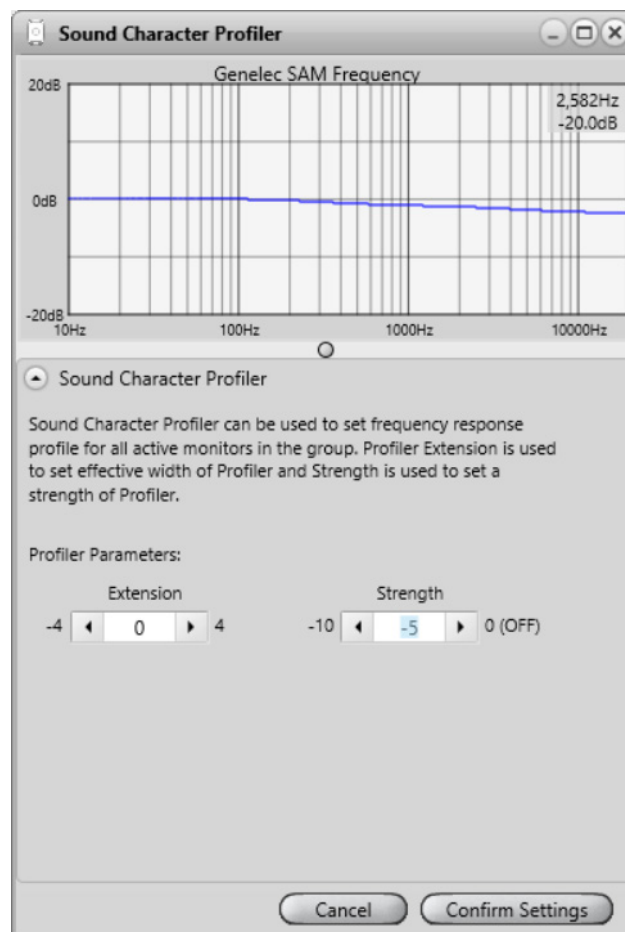 Sound Character Profiler
Genelec SAM Frequency
20dB
2,582Hz
-20.0dB
0dB
-20dB
10Hz 100Hz 1000Hz 10000Hz
Sound Character Profiler
Sound Character Profiler can be used to set frequency response
profile for all active monitors in the group. Profiler Extension is used
to set effective width of Profiler and Strength is used to set a
strength of Profiler.
Profiler Parameters:
Extension Strength
-4 0 4 -10 -5 0 (OFF)
Cancel Confirm Settings